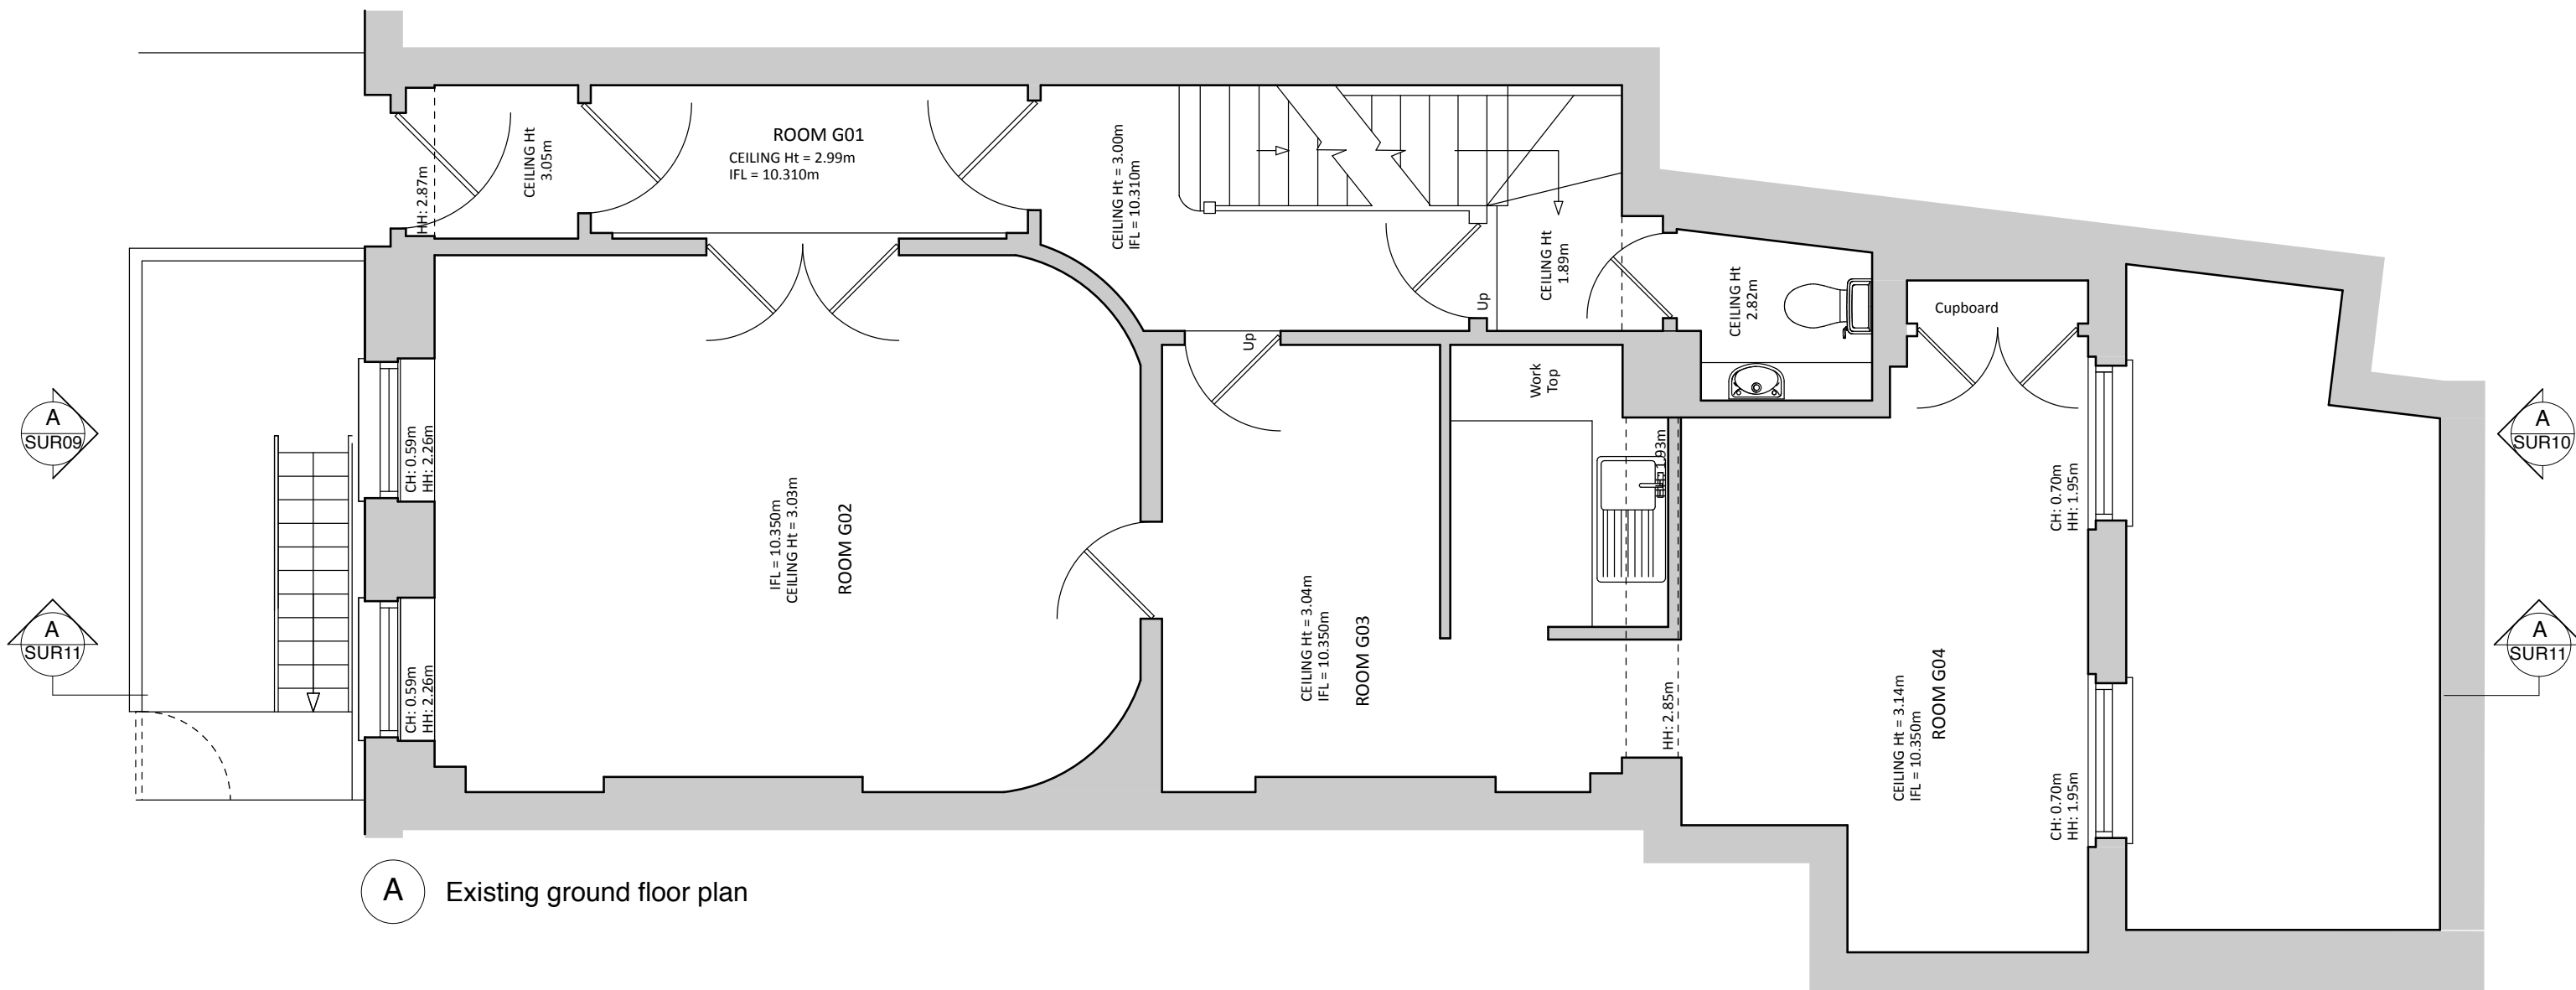 HH: 2.87m
CEILING Ht
3.05m
ROOM G01
CEILING Ht = 2.99m
IFL = 10.310m
CEILING Ht = 3.00m
IFL = 10.310m
Up
CEILING Ht
1.89m
CEILING Ht
2.82m
Cupboard
Up
Work
Top
A
SUR09
CH: 0.59m
HH: 2.26m
IFL = 10.350m
CEILING Ht = 3.03m
ROOM G02
HH: 1.93m
CH: 0.70m
HH: 1.95m
A
SUR10
A
SUR11
CH: 0.59m
HH: 2.26m
CEILING Ht = 3.04m
IFL = 10.350m
ROOM G03
HH: 2.85m
CEILING Ht = 3.14m
IFL = 10.350m
ROOM G04
CH: 0.70m
HH: 1.95m
A
SUR11
A
Existing ground floor plan